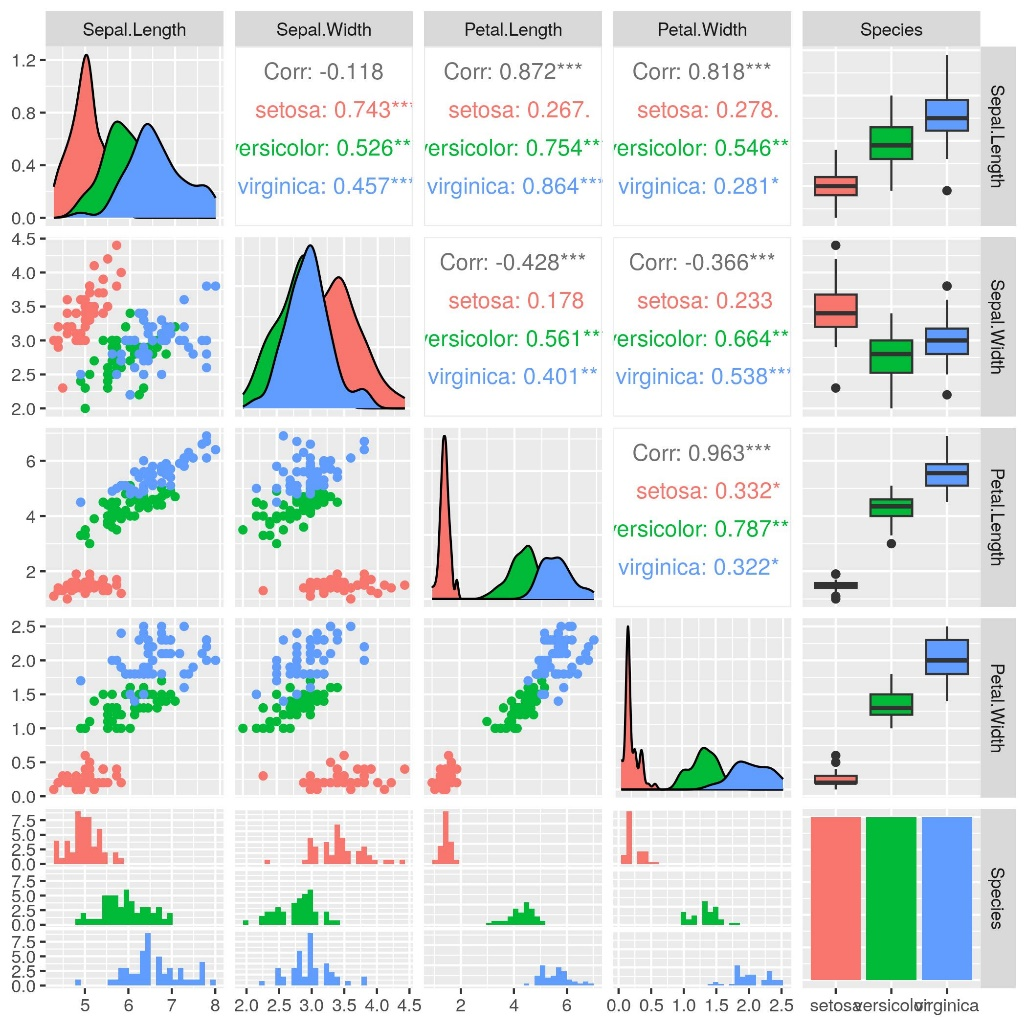 Sepal.Length Sepal.Width Petal.Length Petal.Width Species
1.2
0.8
0.4
0.0
Corr: -0.118
setosa: 0.743***
versicolor: 0.526**
virginica: 0.457***
Corr: 0.872***
setosa: 0.267.
versicolor: 0.754**
virginica: 0.864***
Corr: 0.818***
setosa: 0.278.
versicolor: 0.546**
virginica: 0.281*
Sepal.Length
4.5
4.0
3.5
3.0
2.5
2.0
Corr: -0.428***
setosa: 0.178
versicolor: 0.561**
virginica: 0.401**
Corr: -0.366***
setosa: 0.233
versicolor: 0.664**
virginica: 0.538***
Sepal.Width
6
4
2
Corr: 0.963***
setosa: 0.332*
versicolor: 0.787**
virginica: 0.322*
Petal.Length
2.5
2.0
1.5
1.0
0.5
0.0
Petal.Width
7.5
5.0
2.5
0.0
7.5
5.0
2.5
0.0
7.5
5.0
2.5
0.0
Species
5 6 7 8 2.0 2.5 3.0 3.5 4.0 4.5 2 4 6 0.0 0.5 1.0 1.5 2.0 2.5 setosa versicolor virginica